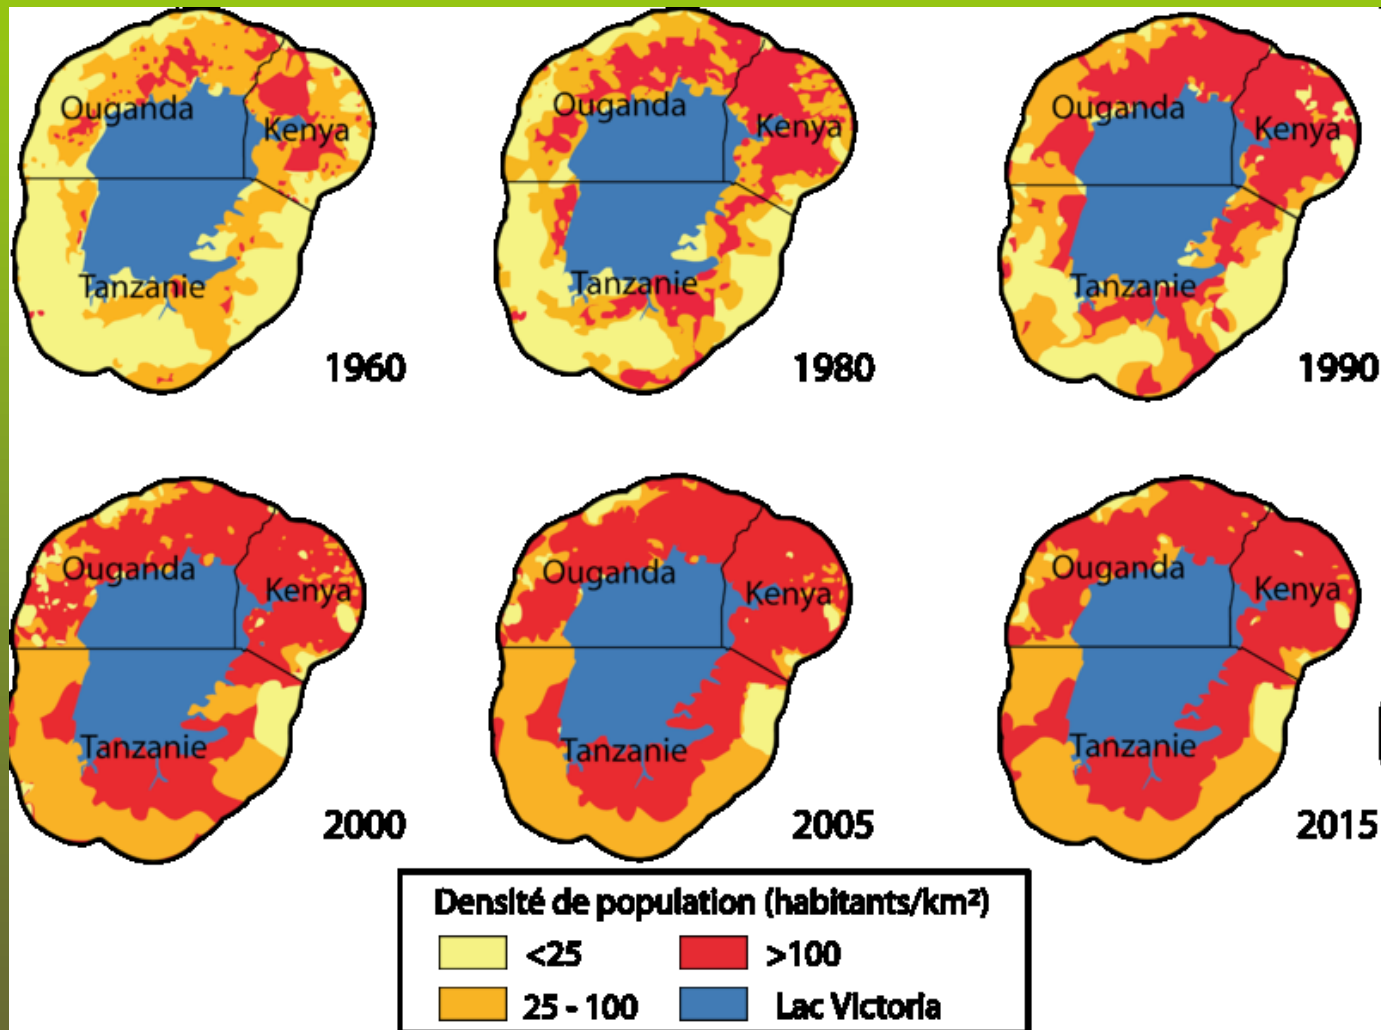 Ouganda
Kenya
Tanzanie
1960
Ouganda
Kenya
Tanzanie
1980
Ouganda
Kenya
Tanzanie
1990
Ouganda
Kenya
Tanzanie
2000
Ouganda
Kenya
Tanzanie
2005
Ouganda
Kenya
Tanzanie
2015
Densité de population (habitants/km²)
<25
>100
25 - 100
Lac Victoria